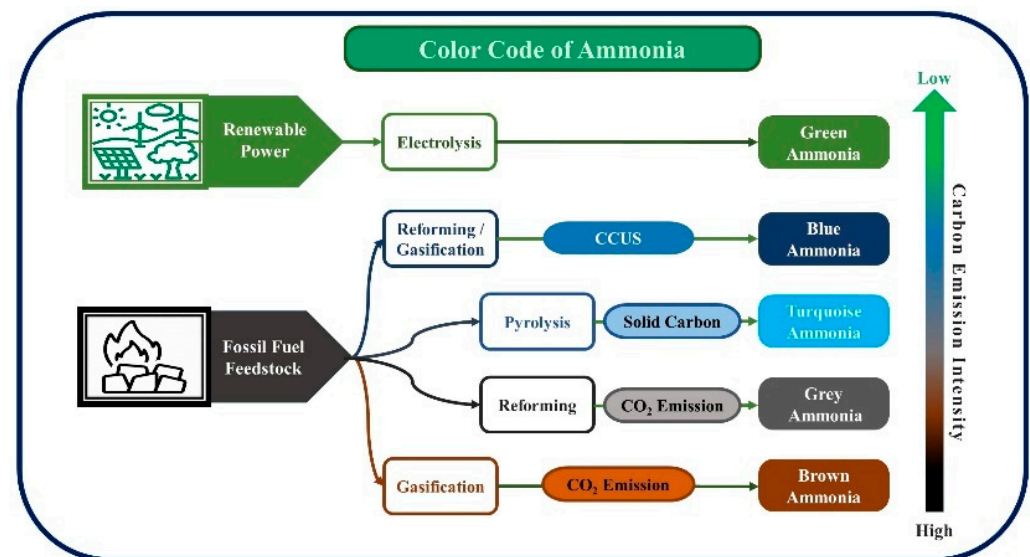 Color Code of Ammonia
Low
Renewable
Power
Electrolysis
Green
Ammonia
Reforming /
Gasification
CCUS
Blue
Ammonia
Carbon Emission Intensity
Pyrolysis
Solid Carbon
Turquoise
Ammonia
Fossil Fuel
Feedstock
Reforming
CO₂ Emission
Grey
Ammonia
Gasification
CO₂ Emission
Brown
Ammonia
High